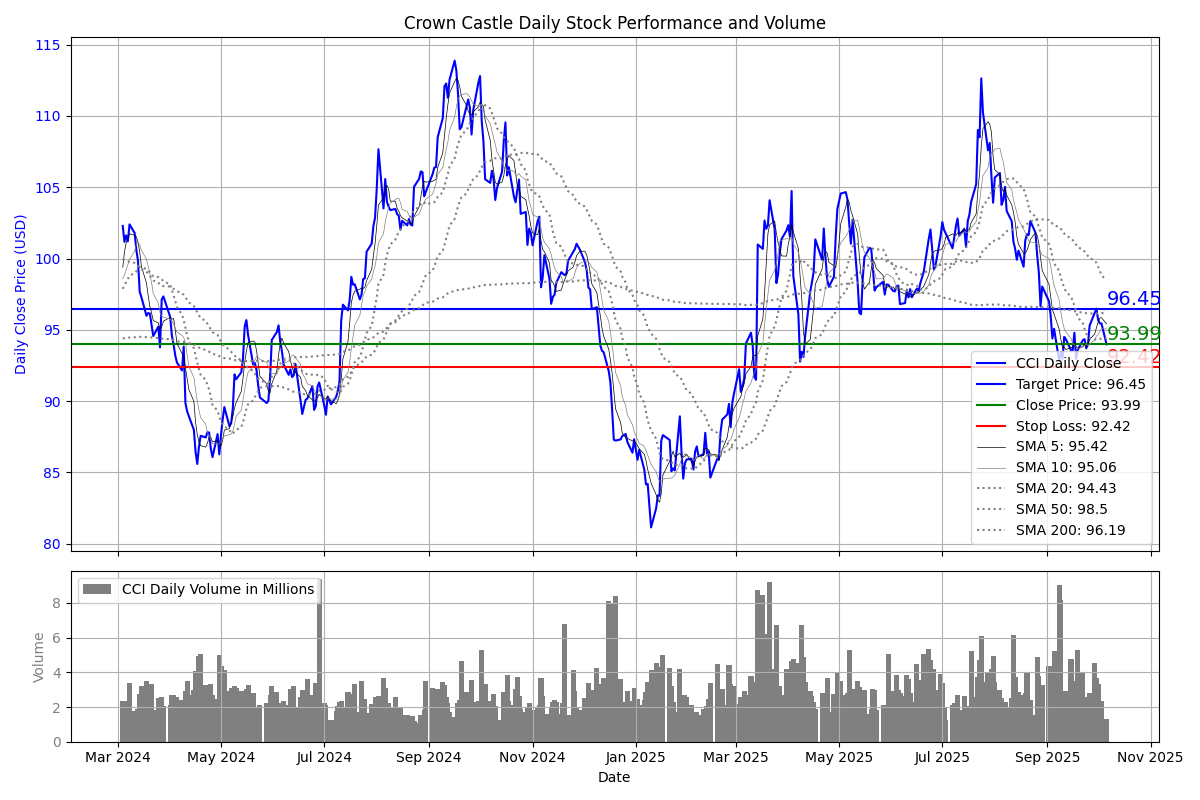 Crown Castle Daily Stock Performance and Volume
Daily Close Price (USD)
115
110
105
100
95
90
85
80
96.45
93.99
92.42
CCI Daily Close
Target Price: 96.45
Close Price: 93.99
Stop Loss: 92.42
SMA 5: 95.42
SMA 10: 95.06
SMA 20: 94.43
SMA 50: 98.5
SMA 200: 96.19
CCI Daily Volume in Millions
Volume
8
6
4
2
0
Mar 2024 May 2024 Jul 2024 Sep 2024 Nov 2024 Jan 2025 Mar 2025 May 2025 Jul 2025 Sep 2025 Nov 2025
Date